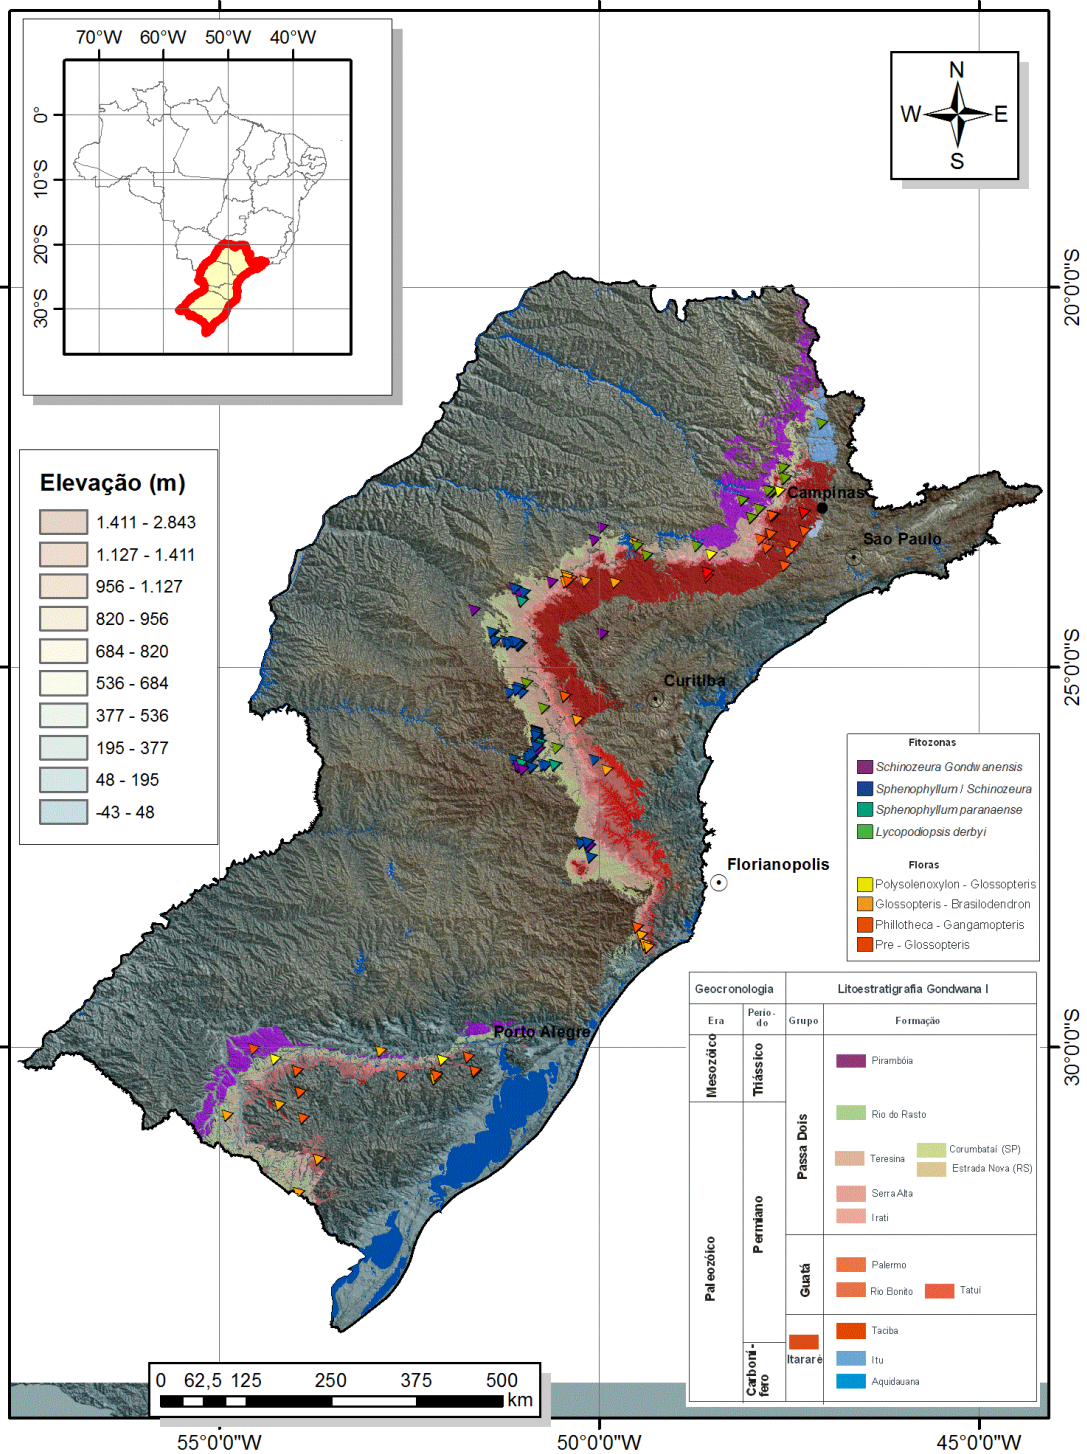 70°W 60°W 50°W 40°W
0°
10°S
20°S
30°S
N
W E
S
20°0'0"S
25°0'0"S
30°0'0"S
Elevação (m)
1.411 - 2.843
1.127 - 1.411
956 - 1.127
820 - 956
684 - 820
536 - 684
377 - 536
195 - 377
48 - 195
-43 - 48
Campinas
Sao Paulo
Curitiba
Florianopolis
Porto Alegre
Fitozonas
Schinozeura Gondwanensis
Sphenophyllum / Schinozeura
Sphenophyllum paranaense
Lycopodiopsis derbyi
Floras
Polysolenoxylon - Glossopteris
Glossopteris - Brasilodendron
Phillotheca - Gangamopteris
Pre - Glossopteris
Geocronologia Litoestratigrafia Gondwana I
Era Perío-
do Grupo Formação
Mesozóico Triássico
Paleozóico Permiano
Carboní-
fero
Passa Dois
Guatá
Itararé
Pirambóia
Rio do Rasto
Teresina Corumbataí (SP)
Estrada Nova (RS)
Serra Alta
Irati
Palermo
Rio Bonito Tatuí
Taciba
Itu
Aquidauana
0 62,5 125 250 375 500
km
55°0'0"W 50°0'0"W 45°0'0"W